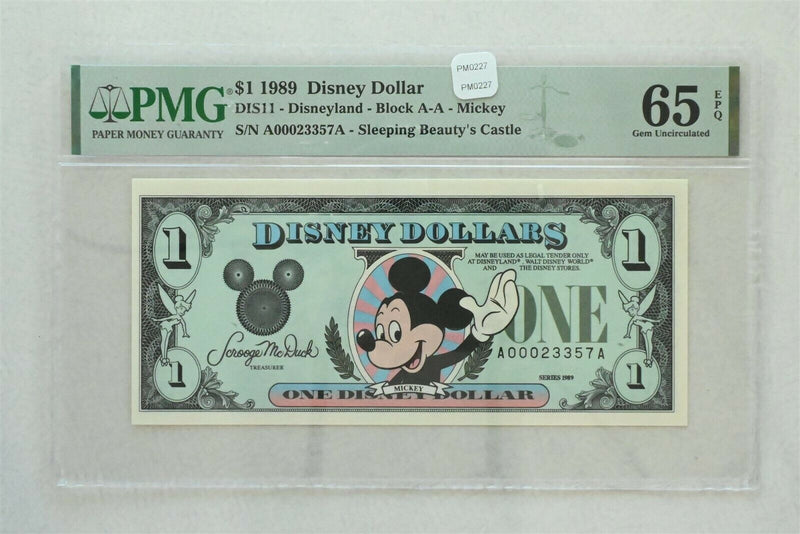 PM0227
PM0227
PMG®
PAPER MONEY GUARANTY
$1 1989 Disney Dollar
DIS11 - Disneyland - Block A-A - Mickey
S/N A00023357A - Sleeping Beauty's Castle
65 EPQ
Gem Uncirculated
1
DISNEY DOLLARS
1
MAY BE USED AS LEGAL TENDER ONLY
AT DISNEYLAND®, WALT DISNEY WORLD®
AND THE DISNEY STORES.
ONE
A00023357A
Scrooge McDuck
TREASURER
SERIES 1989
1
MICKEY
ONE DISNEY DOLLAR
1